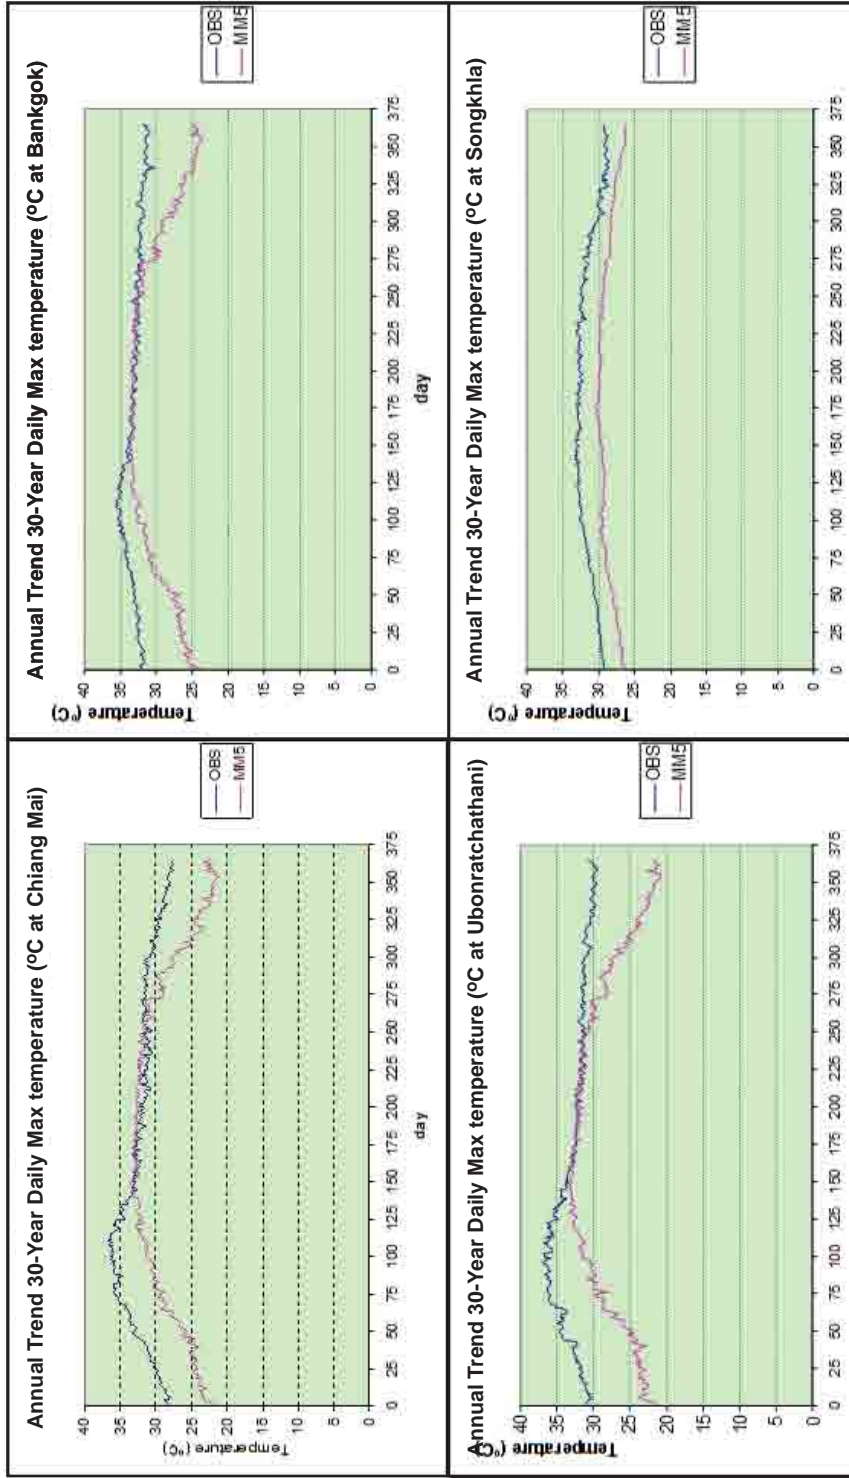 Annual Trend 30-Year Daily Max temperature (ºC at Chiang Mai)
Temperature (ºC)
40
35
30
25
20
15
10
5
0
0 25 50 75 100 125 150 175 200 225 250 275 300 325 350 375
day
OBS
MM5
Annual Trend 30-Year Daily Max temperature (ºC at Bankgok)
Temperature (ºC)
40
35
30
25
20
15
10
5
0
0 25 50 75 100 125 150 175 200 225 250 275 300 325 350 375
day
OBS
MM5
Annual Trend 30-Year Daily Max temperature (ºC at Ubonratchathani)
Temperature (ºC)
40
35
30
25
20
15
10
5
0
0 25 50 75 100 125 150 175 200 225 250 275 300 325 350 375
OBS
MM5
Annual Trend 30-Year Daily Max temperature (ºC at Songkhla)
Temperature (ºC)
40
35
30
25
20
15
10
5
0
0 25 50 75 100 125 150 175 200 225 250 275 300 325 350 375
OBS
MM5